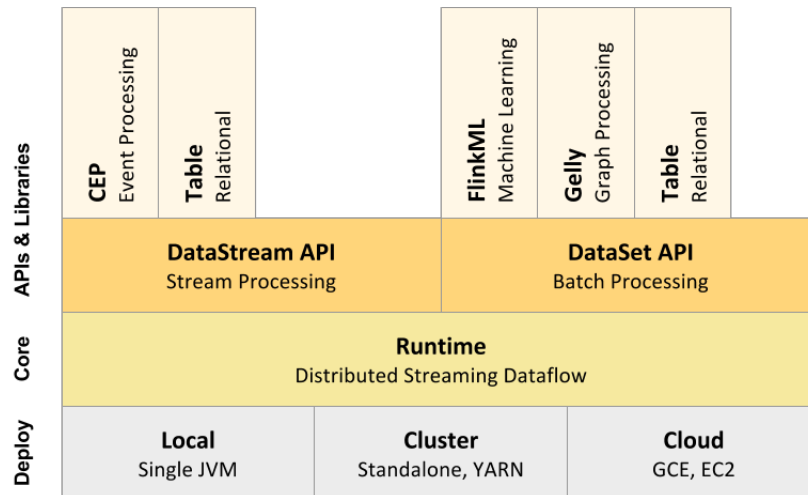 APIs & Libraries
CEP
Event Processing
Table
Relational
FlinkML
Machine Learning
Gelly
Graph Processing
Table
Relational
DataStream API
Stream Processing
DataSet API
Batch Processing
Core
Runtime
Distributed Streaming Dataflow
Deploy
Local
Single JVM
Cluster
Standalone, YARN
Cloud
GCE, EC2